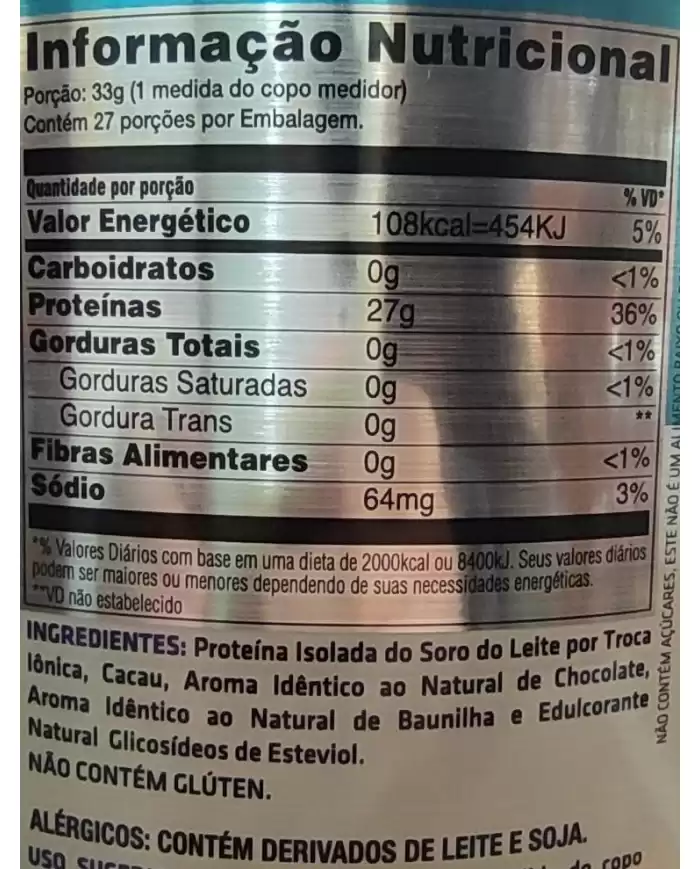 Informação Nutricional
Porção: 33g (1 medida do copo medidor)
Contém 27 porções por Embalagem.
Quantidade por porção % VD*
Valor Energético 108kcal=454KJ 5%
Carboidratos 0g <1%
Proteínas 27g 36%
Gorduras Totais 0g <1%
Gorduras Saturadas 0g <1%
Gordura Trans 0g **
Fibras Alimentares 0g <1%
Sódio 64mg 3%
*% Valores Diários com base em uma dieta de 2000kcal ou 8400kJ. Seus valores diários
podem ser maiores ou menores dependendo de suas necessidades energéticas.
**VD não estabelecido
INGREDIENTES: Proteína Isolada do Soro do Leite por Troca
Iônica, Cacau, Aroma Idêntico ao Natural de Chocolate,
Aroma Idêntico ao Natural de Baunilha e Edulcorante
Natural Glicosídeos de Esteviol.
NÃO CONTÉM GLÚTEN.
ALÉRGICOS: CONTÉM DERIVADOS DE LEITE E SOJA.
USO do copo
NÃO CONTÉM AÇÚCARES. ESTE NÃO É UM ALIMENTO BAIXO OU